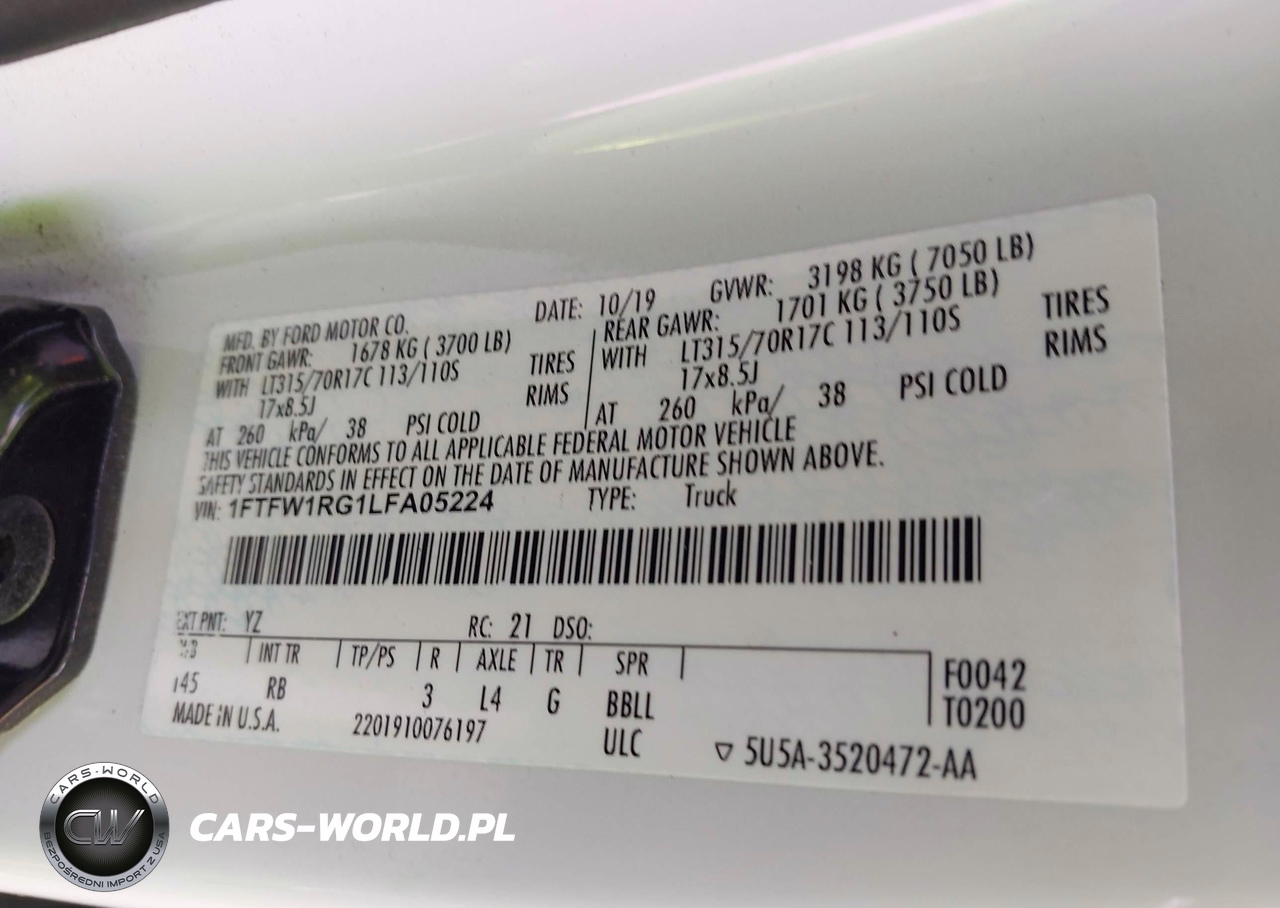 MFD. BY FORD MOTOR CO. DATE: 10/19 GVWR: 3198 KG ( 7050 LB)
FRONT GAWR: 1678 KG ( 3700 LB) REAR GAWR: 1701 KG ( 3750 LB)
WITH LT315/70R17C 113/110S TIRES WITH LT315/70R17C 113/110S TIRES
17x8.5J RIMS 17x8.5J RIMS
AT 260 kPa/ 38 PSI COLD AT 260 kPa/ 38 PSI COLD
THIS VEHICLE CONFORMS TO ALL APPLICABLE FEDERAL MOTOR VEHICLE
SAFETY STANDARDS IN EFFECT ON THE DATE OF MANUFACTURE SHOWN ABOVE.
VIN: 1FTFW1RG1LFA05224 TYPE: Truck
EXT PNT: YZ RC: 21 DSO:
INT TR TP/PS R AXLE TR SPR F0042
145 RB 3 L4 G BBLL T0200
MADE IN U.S.A. 2201910076197 ULC ▽ 5U5A-3520472-AA
CARS-WORLD
CW
BEZPOŚREDNI IMPORT Z USA
CARS-WORLD.PL